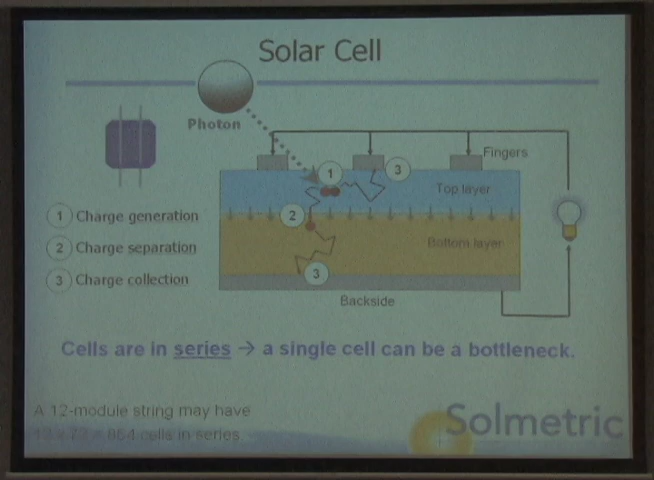 Solar Cell
Photon
Fingers
1
3
Top layer
2
1 Charge generation
2 Charge separation
3 Charge collection
Bottom layer
3
Backside
Cells are in series → a single cell can be a bottleneck.
A 12-module string may have
12 x 72 = 864 cells in series
Solmetric